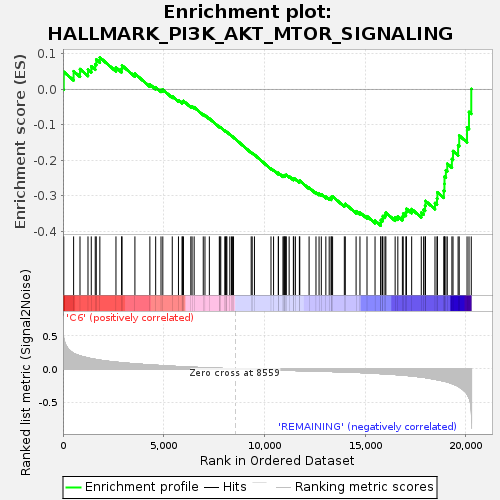 Enrichment plot:
HALLMARK_PI3K_AKT_MTOR_SIGNALING
Enrichment score (ES)
0.1
0.0
-0.1
-0.2
-0.3
-0.4
'C6' (positively correlated)
Ranked list metric (Signal2Noise)
0.5
0.0
-0.5
Zero cross at 8559
'REMAINING' (negatively correlated)
0
5,000
10,000
15,000
20,000
Rank in Ordered Dataset
Enrichment profile
Hits
Ranking metric scores